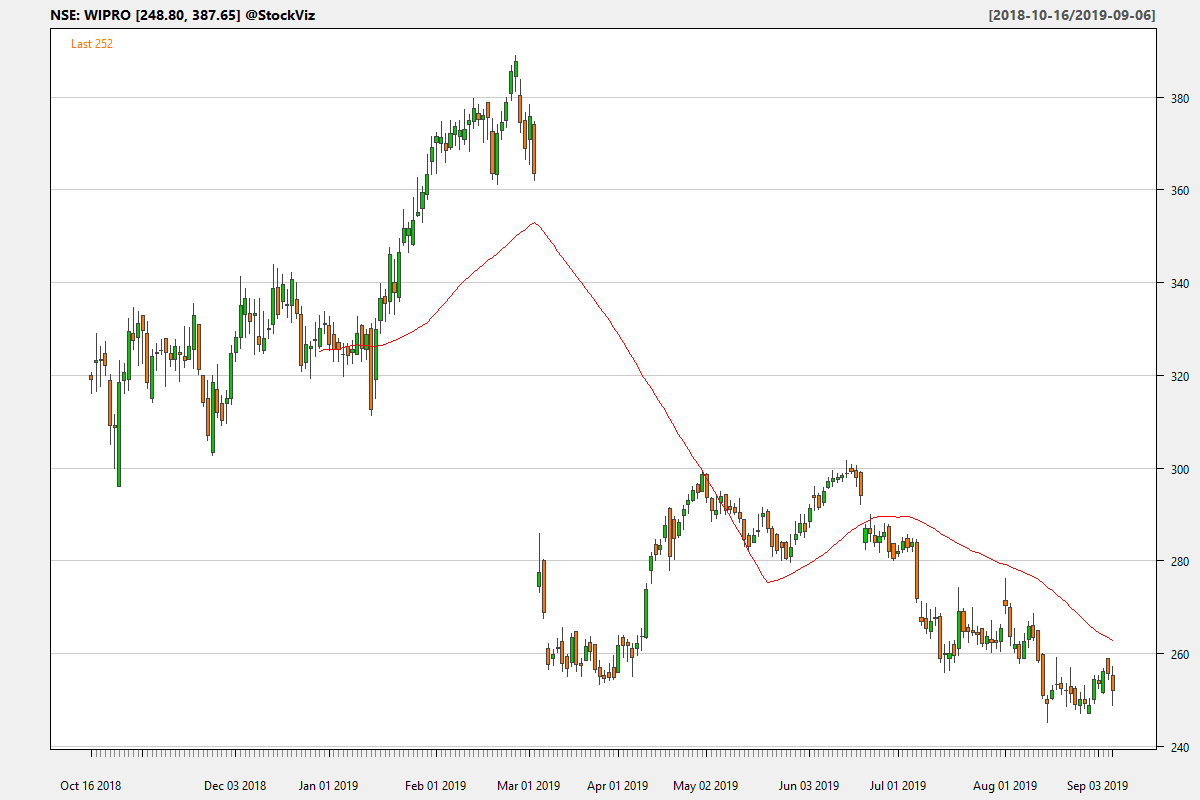 NSE: WIPRO [248.80, 387.65] @StockViz
[2018-10-16/2019-09-06]
Last 252
380
360
340
320
300
280
260
240
Oct 16 2018
Dec 03 2018
Jan 01 2019
Feb 01 2019
Mar 01 2019
Apr 01 2019
May 02 2019
Jun 03 2019
Jul 01 2019
Aug 01 2019
Sep 03 2019